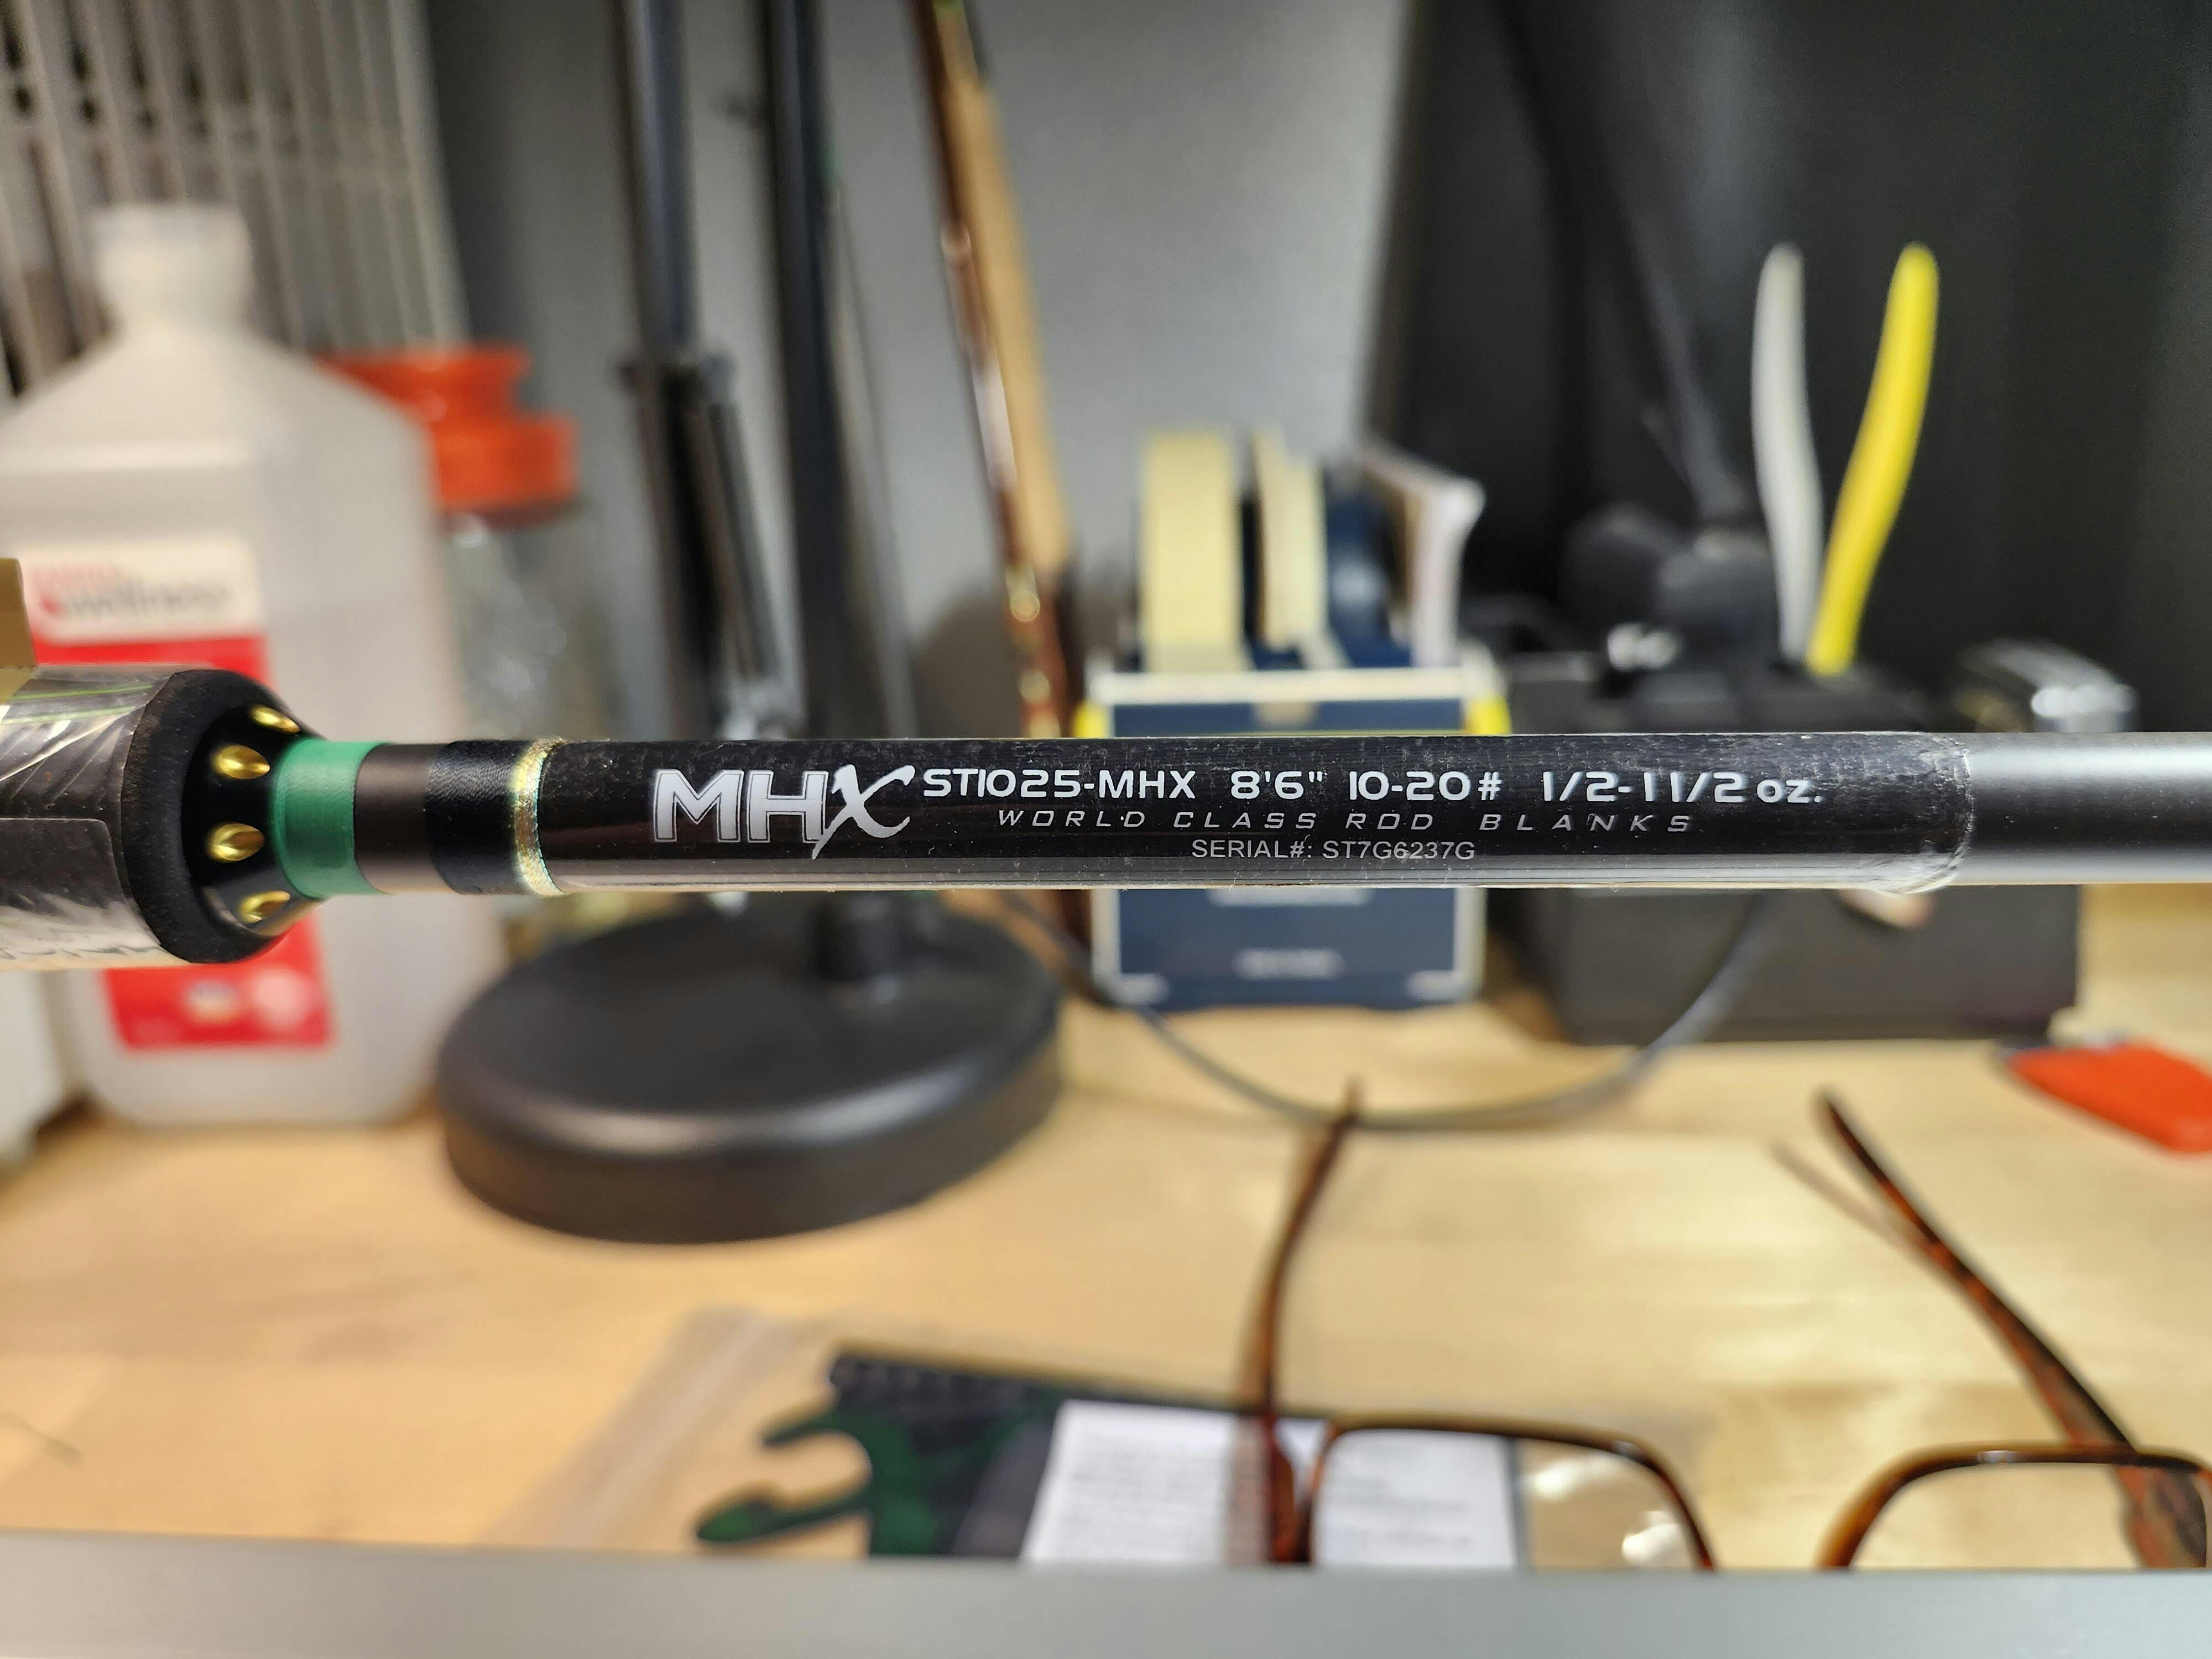 MHX ST1025-MHX 8'6" 10-20# 1/2-1 1/2 oz.
WORLD CLASS ROD BLANKS
SERIAL#: ST7G6237G
wellness